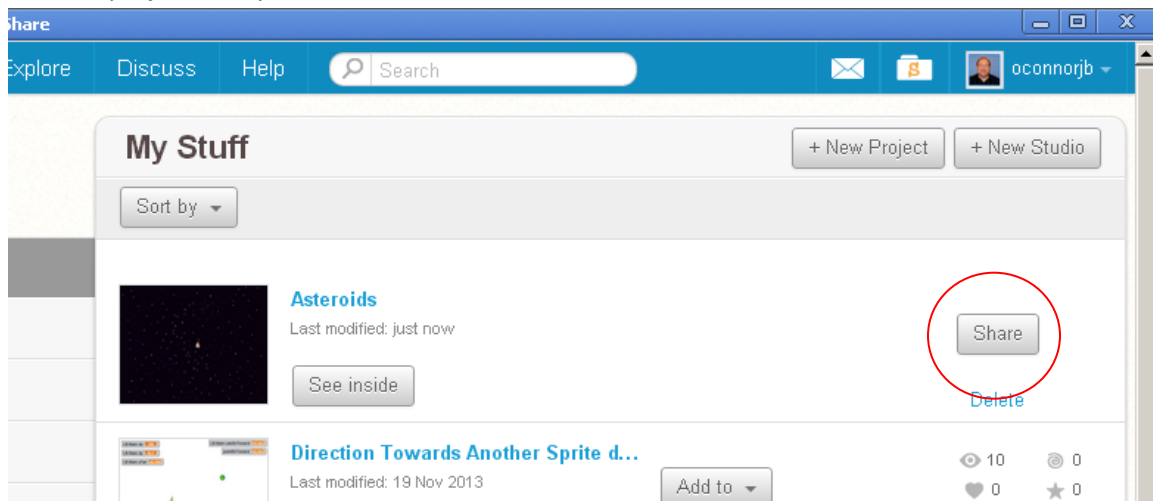 Share
Explore Discuss Help Search oconnorjb
My Stuff + New Project + New Studio
Sort by
Asteroids
Last modified: just now
Share
See inside
Delete
Direction Towards Another Sprite d...
10 0
Last modified: 19 Nov 2013
Add to
0 0